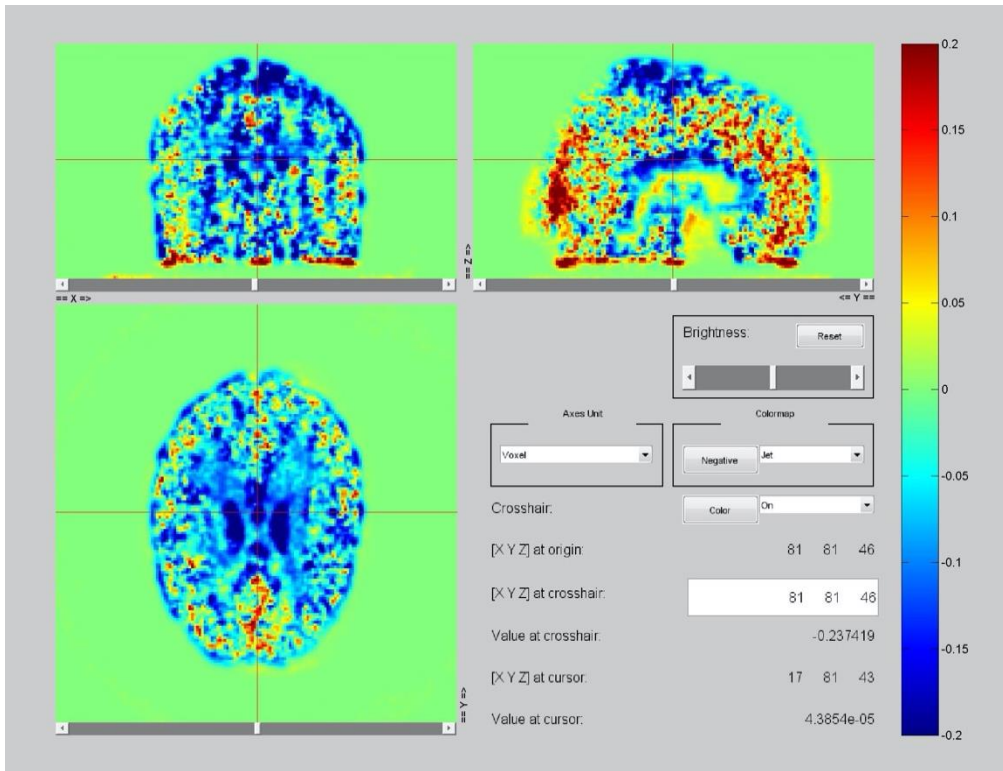 0.2
0.15
0.1
0.05
0
-0.05
-0.1
-0.15
-0.2
== X =>
== Z =>
<= Y ==
== Y =>
Brightness: Reset
Axes Unit
Voxel
Colormap
Negative Jet
Crosshair: Color On
[X Y Z] at origin: 81 81 46
[X Y Z] at crosshair: 81 81 46
Value at crosshair: -0.237419
[X Y Z] at cursor: 17 81 43
Value at cursor: 4.3854e-05